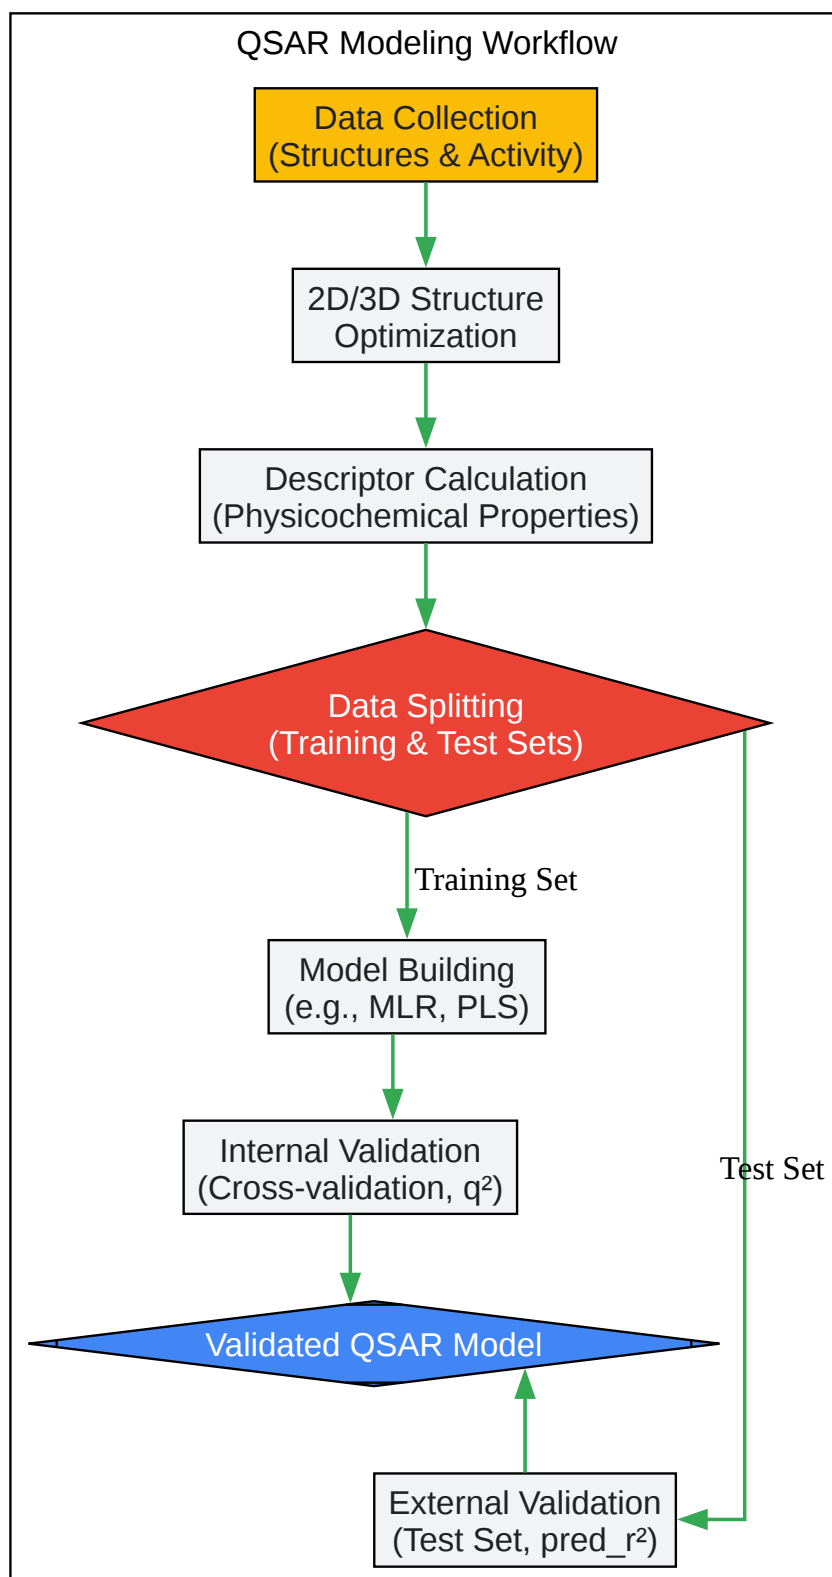 QSAR Modeling Workflow
Data Collection
(Structures & Activity)
2D/3D Structure
Optimization
Descriptor Calculation
(Physicochemical Properties)
Data Splitting
(Training & Test Sets)
Training Set
Model Building
(e.g., MLR, PLS)
Internal Validation
(Cross-validation, q²)
Test Set
Validated QSAR Model
External Validation
(Test Set, pred_r²)